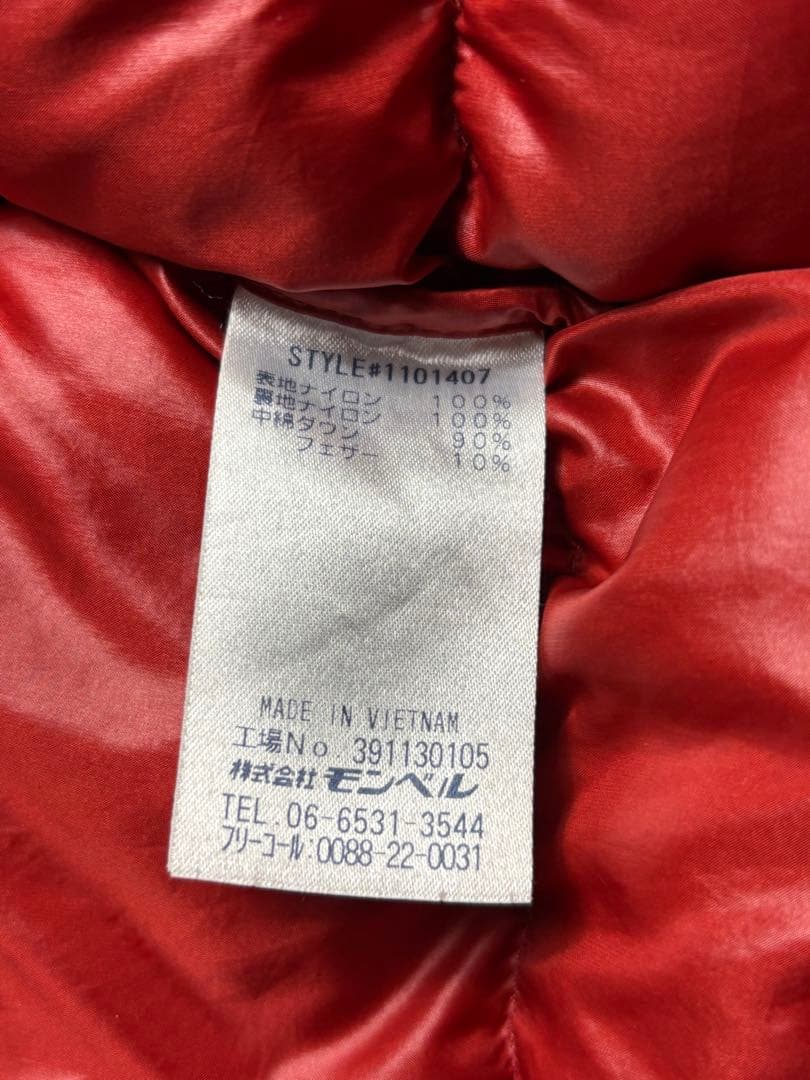 STYLE#1101407
表地ナイロン 100%
裏地ナイロン 100%
中綿ダウン 90%
フェザー 10%
MADE IN VIETNAM
工場No. 391130105
株式会社モンベル
TEL.06-6531-3544
フリーコール:0088-22-0031